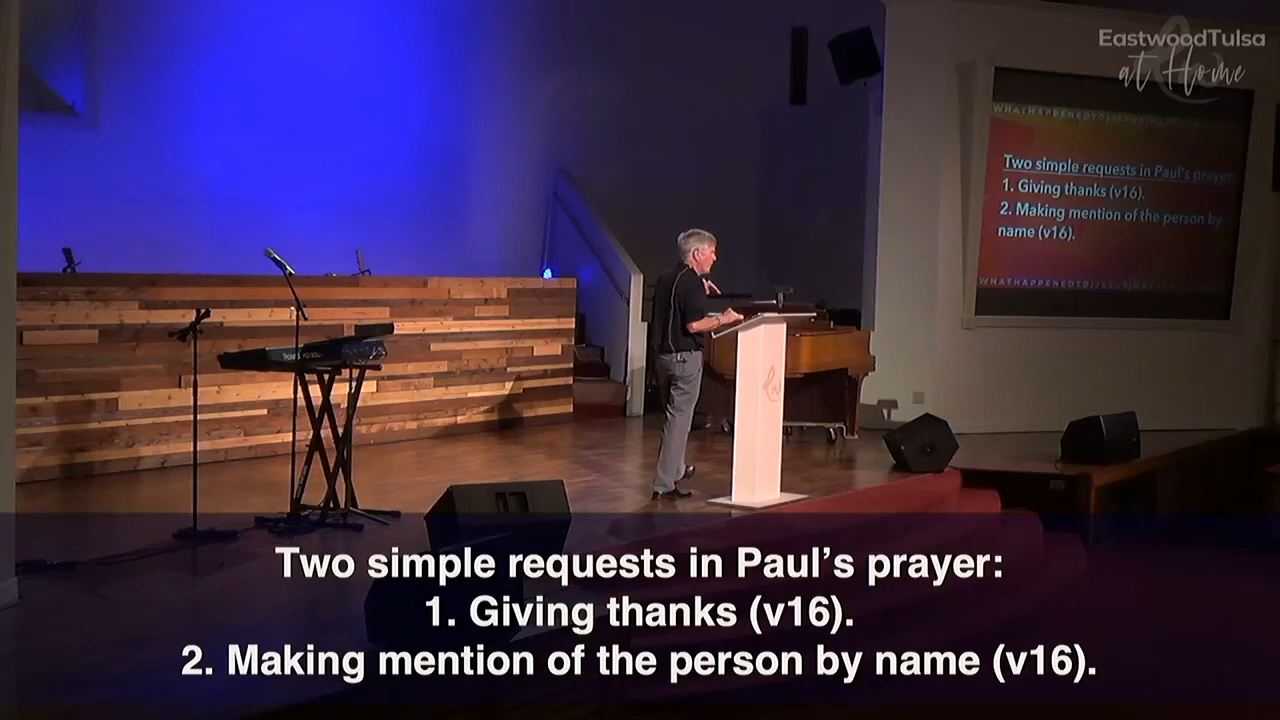 EastwoodTulsa
at Home
WHATHAPPENEDTO
Two simple requests in Paul's prayer
1. Giving thanks (v16).
2. Making mention of the person by
name (v16).
WHATHAPPENEDTO
Two simple requests in Paul’s prayer:
1. Giving thanks (v16).
2. Making mention of the person by name (v16).